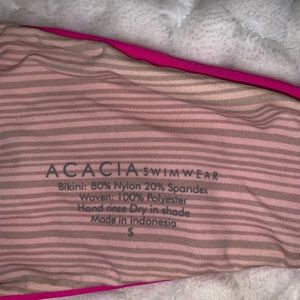 ACACIA SWIMWEAR
Bikini: 80% Nylon 20% Spandex
Woven: 100% Polyester
Hand rinse Dry in shade
Made in Indonesia
S